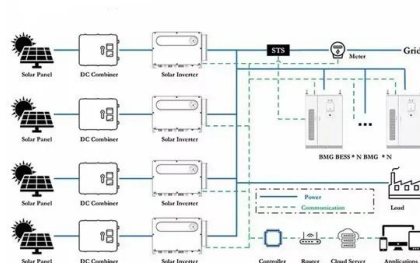 STS
Meter
Grid
Solar Panel
DC Combiner
Solar Inverter
Solar Panel
DC Combiner
Solar Inverter
BMG BESS * N BMG * N
Solar Panel
DC Combiner
Solar Inverter
Power
Communication
Load
Solar Panel
DC Combiner
Solar Inverter
Controller
Router
Cloud Server
Applications